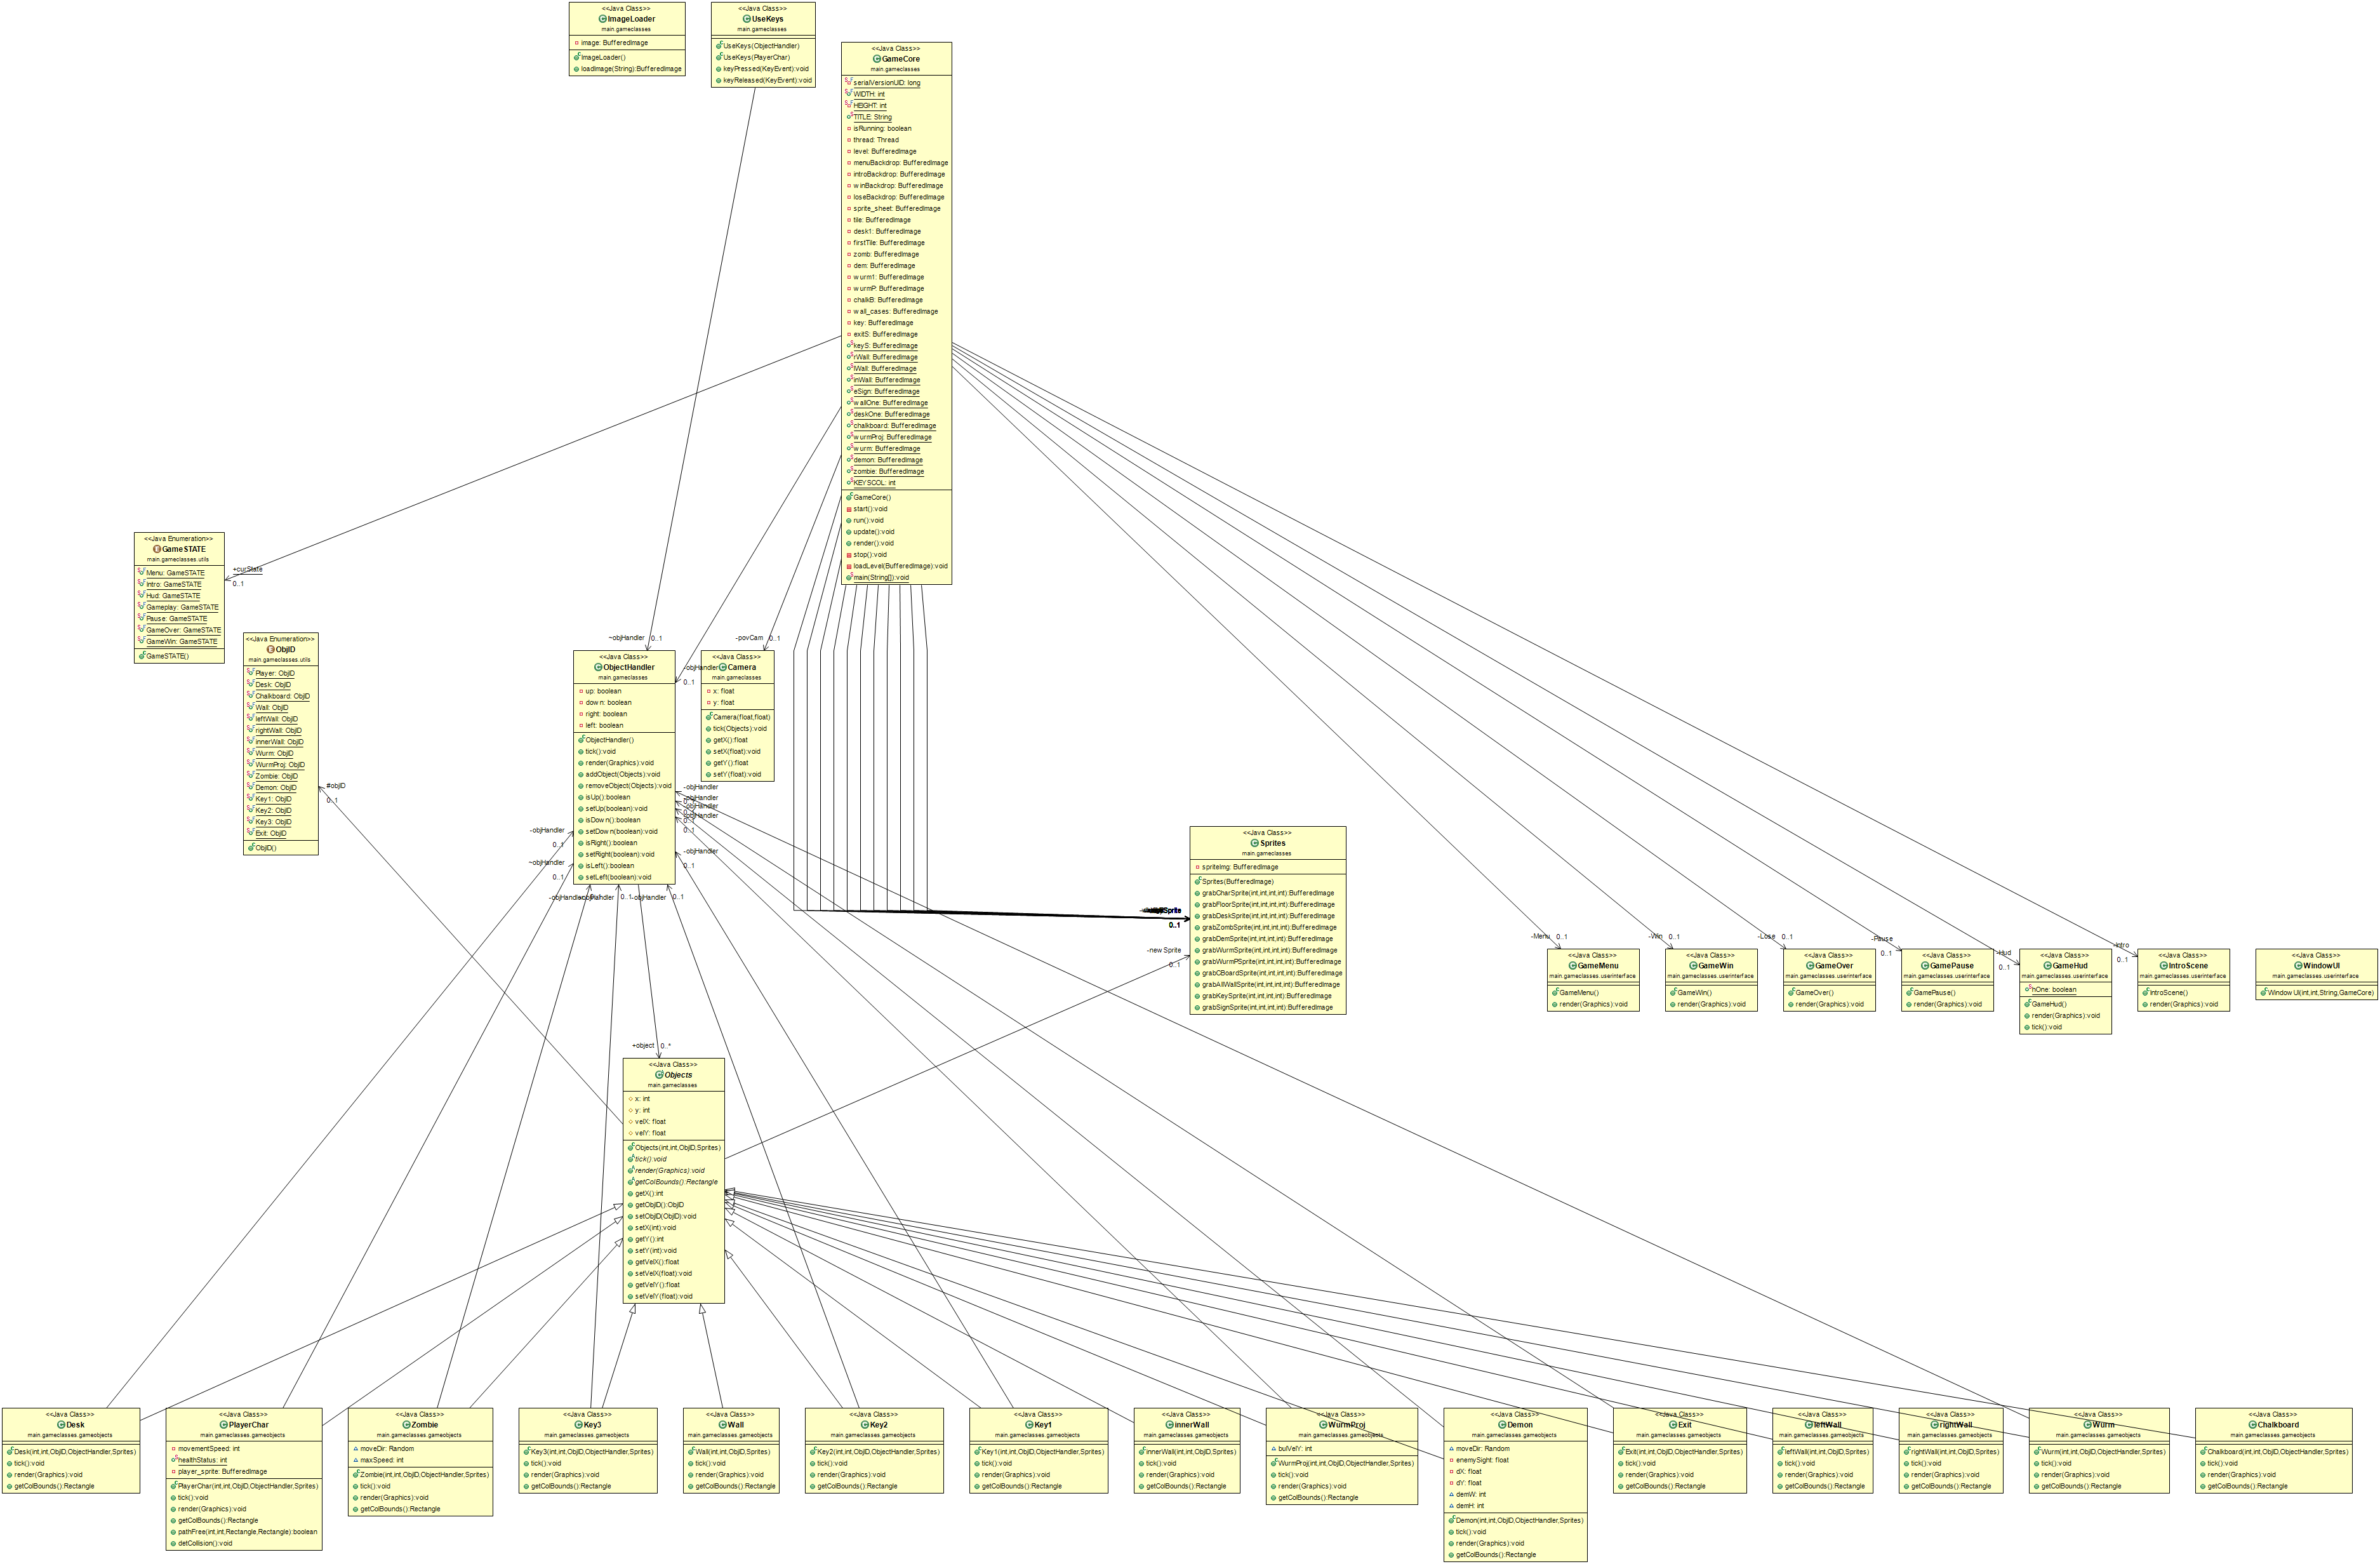 <<Java Class>>
ImageLoader
main.gameclasses
image: BufferedImage
ImageLoader()
loadImage(String):BufferedImage
<<Java Class>>
UseKeys
main.gameclasses
UseKeys(ObjectHandler)
UseKeys(PlayerChar)
keyPressed(KeyEvent):void
keyReleased(KeyEvent):void
<<Java Class>>
GameCore
main.gameclasses
serialVersionUID: long
WIDTH: int
HEIGHT: int
TITLE: String
isRunning: boolean
thread: Thread
level: BufferedImage
menuBackdrop: BufferedImage
introBackdrop: BufferedImage
winBackdrop: BufferedImage
loseBackdrop: BufferedImage
sprite_sheet: BufferedImage
tile: BufferedImage
desk1: BufferedImage
firstTile: BufferedImage
zomb: BufferedImage
dem: BufferedImage
wurm1: BufferedImage
wurmP: BufferedImage
chalkB: BufferedImage
wall_cases: BufferedImage
key: BufferedImage
exitS: BufferedImage
keyS: BufferedImage
rWall: BufferedImage
lWall: BufferedImage
inWall: BufferedImage
eSign: BufferedImage
wallOne: BufferedImage
deskOne: BufferedImage
chalkboard: BufferedImage
wurmProj: BufferedImage
wurm: BufferedImage
demon: BufferedImage
zombie: BufferedImage
KEYSCOL: int
GameCore()
start():void
run():void
update():void
render():void
stop():void
loadLevel(BufferedImage):void
main(String[]):void
<<Java Enumeration>>
GameSTATE
main.gameclasses.utils
Menu: GameSTATE
Intro: GameSTATE
Hud: GameSTATE
Gameplay: GameSTATE
Pause: GameSTATE
GameOver: GameSTATE
GameWin: GameSTATE
GameSTATE()
+curState
0..1
<<Java Enumeration>>
ObjID
main.gameclasses.utils
Player: ObjID
Desk: ObjID
Chalkboard: ObjID
Wall: ObjID
leftWall: ObjID
rightWall: ObjID
innerWall: ObjID
Wurm: ObjID
WurmProj: ObjID
Zombie: ObjID
Demon: ObjID
Key1: ObjID
Key2: ObjID
Key3: ObjID
Exit: ObjID
ObjID()
#objID
0..1
~objHandler 0..1
<<Java Class>>
ObjectHandler
main.gameclasses
up: boolean
down: boolean
right: boolean
left: boolean
ObjectHandler()
tick():void
render(Graphics):void
addObject(Objects):void
removeObject(Objects):void
isUp():boolean
setUp(boolean):void
isDown():boolean
setDown(boolean):void
isRight():boolean
setRight(boolean):void
isLeft():boolean
setLeft(boolean):void
-objHandler
0..1
-povCam 0..1
<<Java Class>>
Camera
main.gameclasses
x: float
y: float
Camera(float,float)
tick(Objects):void
getX():float
setX(float):void
getY():float
setY(float):void
-objHandler
-objHandler
-objHandler
-objHandler
0..1
-objHandler
0..1
-objHandler
0..1
~objHandler
0..1
-objHandler
0..1
-objHandler
0..1
<<Java Class>>
Sprites
main.gameclasses
spriteImg: BufferedImage
Sprites(BufferedImage)
grabCharSprite(int,int,int,int):BufferedImage
grabFloorSprite(int,int,int,int):BufferedImage
grabDeskSprite(int,int,int,int):BufferedImage
grabZombSprite(int,int,int,int):BufferedImage
grabDemSprite(int,int,int,int):BufferedImage
grabWurmSprite(int,int,int,int):BufferedImage
grabWurmPSprite(int,int,int,int):BufferedImage
grabCBoardSprite(int,int,int,int):BufferedImage
grabAllWallSprite(int,int,int,int):BufferedImage
grabKeySprite(int,int,int,int):BufferedImage
grabSignSprite(int,int,int,int):BufferedImage
0..1
-newSprite
0..1
-Menu 0..1
<<Java Class>>
GameMenu
main.gameclasses.userinterface
GameMenu()
render(Graphics):void
-Win 0..1
<<Java Class>>
GameWin
main.gameclasses.userinterface
GameWin()
render(Graphics):void
-Lose 0..1
<<Java Class>>
GameOver
main.gameclasses.userinterface
GameOver()
render(Graphics):void
-Pause
0..1
<<Java Class>>
GamePause
main.gameclasses.userinterface
GamePause()
render(Graphics):void
-Hud
0..1
<<Java Class>>
GameHud
main.gameclasses.userinterface
hOne: boolean
GameHud()
render(Graphics):void
tick():void
-Intro
0..1
<<Java Class>>
IntroScene
main.gameclasses.userinterface
IntroScene()
render(Graphics):void
<<Java Class>>
WindowUI
main.gameclasses.userinterface
WindowUI(int,int,String,GameCore)
+object 0..*
<<Java Class>>
Objects
main.gameclasses
x: int
y: int
velX: float
velY: float
Objects(int,int,ObjID,Sprites)
tick():void
render(Graphics):void
getColBounds():Rectangle
getX():int
getObjID():ObjID
setObjID(ObjID):void
setX(int):void
getY():int
setY(int):void
getVelX():float
setVelX(float):void
getVelY():float
setVelY(float):void
<<Java Class>>
Desk
main.gameclasses.gameobjects
Desk(int,int,ObjID,ObjectHandler,Sprites)
tick():void
render(Graphics):void
getColBounds():Rectangle
<<Java Class>>
PlayerChar
main.gameclasses.gameobjects
movementSpeed: int
healthStatus: int
player_sprite: BufferedImage
PlayerChar(int,int,ObjID,ObjectHandler,Sprites)
tick():void
render(Graphics):void
getColBounds():Rectangle
pathFree(int,int,Rectangle,Rectangle):boolean
detCollision():void
<<Java Class>>
Zombie
main.gameclasses.gameobjects
moveDir: Random
maxSpeed: int
Zombie(int,int,ObjID,ObjectHandler,Sprites)
tick():void
render(Graphics):void
getColBounds():Rectangle
<<Java Class>>
Key3
main.gameclasses.gameobjects
Key3(int,int,ObjID,ObjectHandler,Sprites)
tick():void
render(Graphics):void
getColBounds():Rectangle
<<Java Class>>
Wall
main.gameclasses.gameobjects
Wall(int,int,ObjID,Sprites)
tick():void
render(Graphics):void
getColBounds():Rectangle
<<Java Class>>
Key2
main.gameclasses.gameobjects
Key2(int,int,ObjID,ObjectHandler,Sprites)
tick():void
render(Graphics):void
getColBounds():Rectangle
<<Java Class>>
Key1
main.gameclasses.gameobjects
Key1(int,int,ObjID,ObjectHandler,Sprites)
tick():void
render(Graphics):void
getColBounds():Rectangle
<<Java Class>>
innerWall
main.gameclasses.gameobjects
innerWall(int,int,ObjID,Sprites)
tick():void
render(Graphics):void
getColBounds():Rectangle
<<Java Class>>
WurmProj
main.gameclasses.gameobjects
bulVelY: int
WurmProj(int,int,ObjID,ObjectHandler,Sprites)
tick():void
render(Graphics):void
getColBounds():Rectangle
<<Java Class>>
Demon
main.gameclasses.gameobjects
moveDir: Random
enemySight: float
dX: float
dY: float
demW: int
demH: int
Demon(int,int,ObjID,ObjectHandler,Sprites)
tick():void
render(Graphics):void
getColBounds():Rectangle
<<Java Class>>
Exit
main.gameclasses.gameobjects
Exit(int,int,ObjID,ObjectHandler,Sprites)
tick():void
render(Graphics):void
getColBounds():Rectangle
<<Java Class>>
leftWall
main.gameclasses.gameobjects
leftWall(int,int,ObjID,Sprites)
tick():void
render(Graphics):void
getColBounds():Rectangle
<<Java Class>>
rightWall
main.gameclasses.gameobjects
rightWall(int,int,ObjID,Sprites)
tick():void
render(Graphics):void
getColBounds():Rectangle
<<Java Class>>
Wurm
main.gameclasses.gameobjects
Wurm(int,int,ObjID,ObjectHandler,Sprites)
tick():void
render(Graphics):void
getColBounds():Rectangle
<<Java Class>>
Chalkboard
main.gameclasses.gameobjects
Chalkboard(int,int,ObjID,ObjectHandler,Sprites)
tick():void
render(Graphics):void
getColBounds():Rectangle